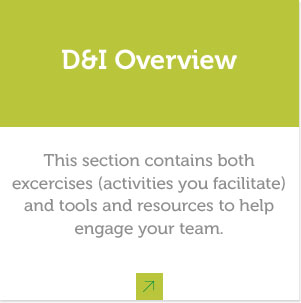 D&I Overview
This section contains both
excercises (activities you facilitate)
and tools and resources to help
engage your team.